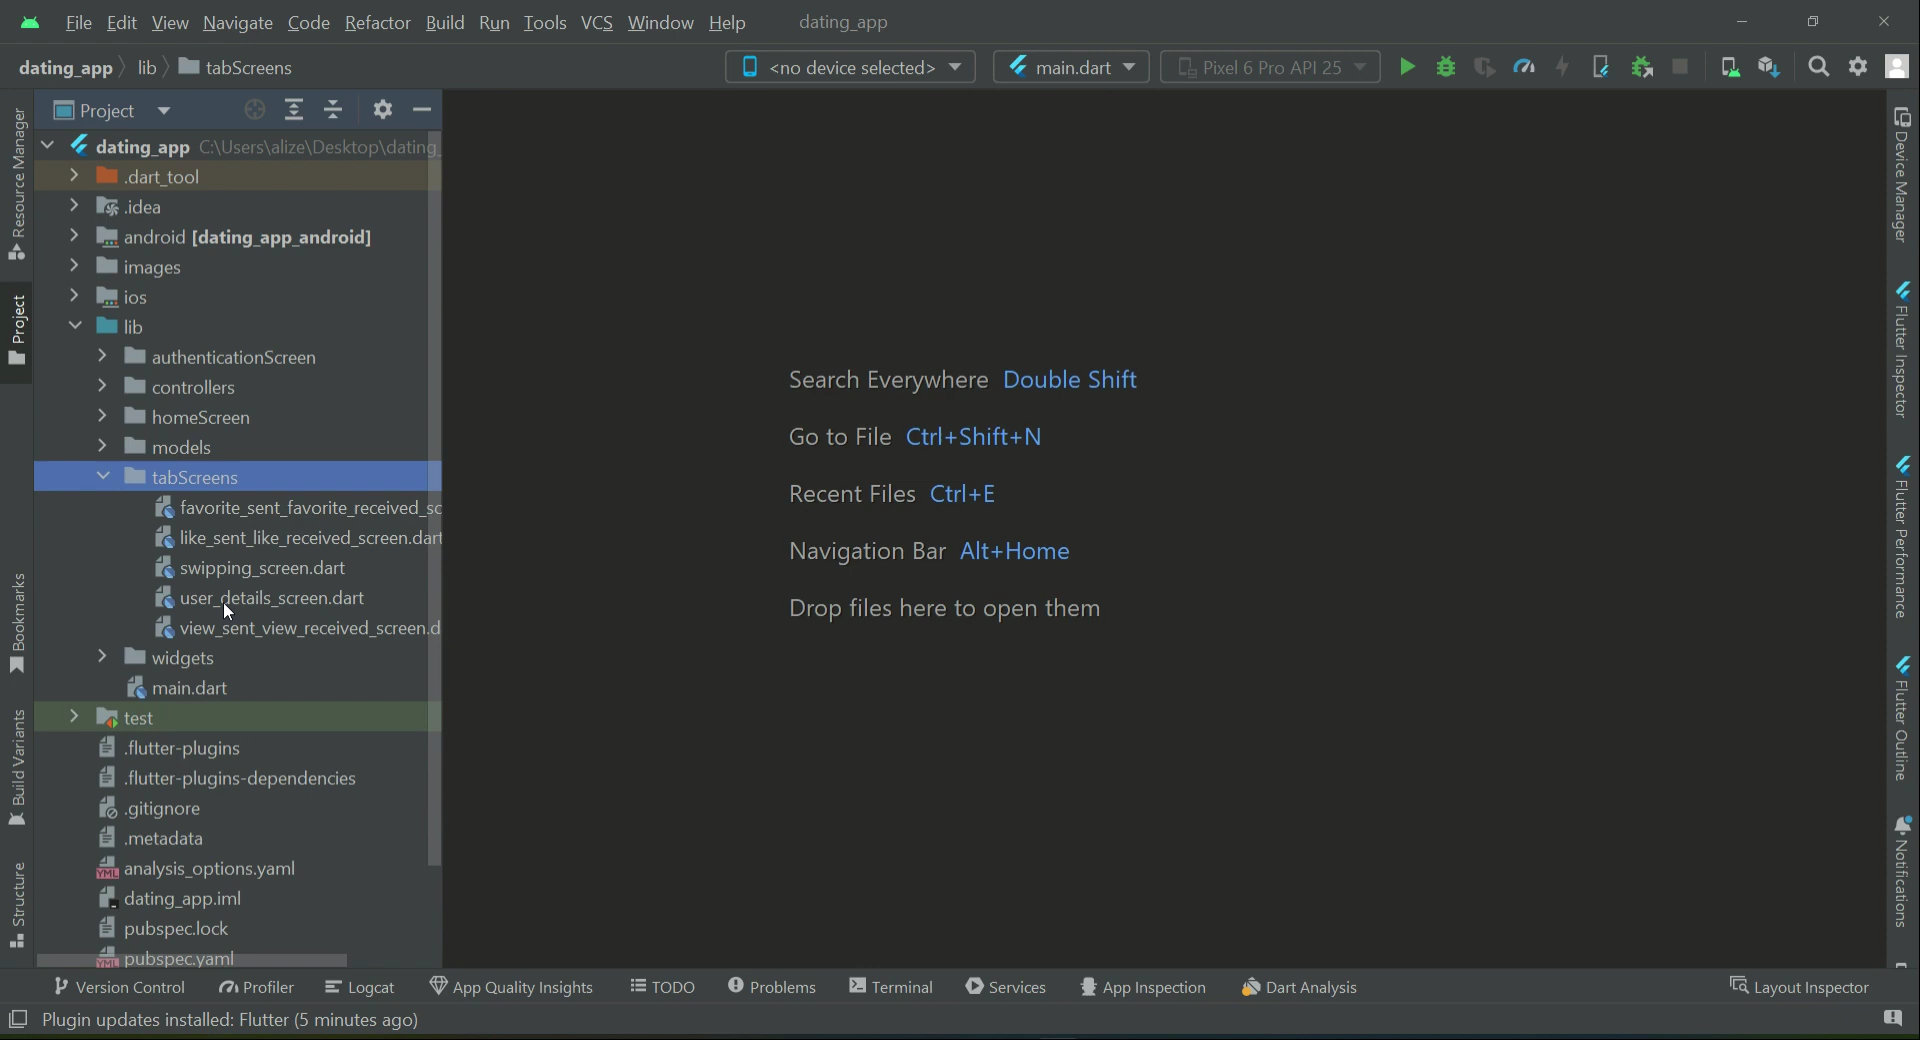 File Edit View Navigate Code Refactor Build Run Tools VCS Window Help dating_app
dating_app lib tabScreens <no device selected> main.dart Pixel 6 Pro API 25
Project
dating_app C:\Users\alize\Desktop\dating_
.dart_tool
.idea
android [dating_app_android]
images
ios
lib
authenticationScreen
controllers
homeScreen
models
tabScreens
favorite_sent_favorite_received_sc
like_sent_like_received_screen.dart
swipping_screen.dart
user_details_screen.dart
view_sent_view_received_screen.d
widgets
main.dart
test
.flutter-plugins
.flutter-plugins-dependencies
.gitignore
.metadata
analysis_options.yaml
dating_app.iml
pubspec.lock
pubspec.yaml
Resource Manager
Project
Bookmarks
Build Variants
Structure
Search Everywhere Double Shift
Go to File Ctrl+Shift+N
Recent Files Ctrl+E
Navigation Bar Alt+Home
Drop files here to open them
Device Manager
Flutter Inspector
Flutter Performance
Flutter Outline
Notifications
Version Control Profiler Logcat App Quality Insights TODO Problems Terminal Services App Inspection Dart Analysis Layout Inspector
Plugin updates installed: Flutter (5 minutes ago)